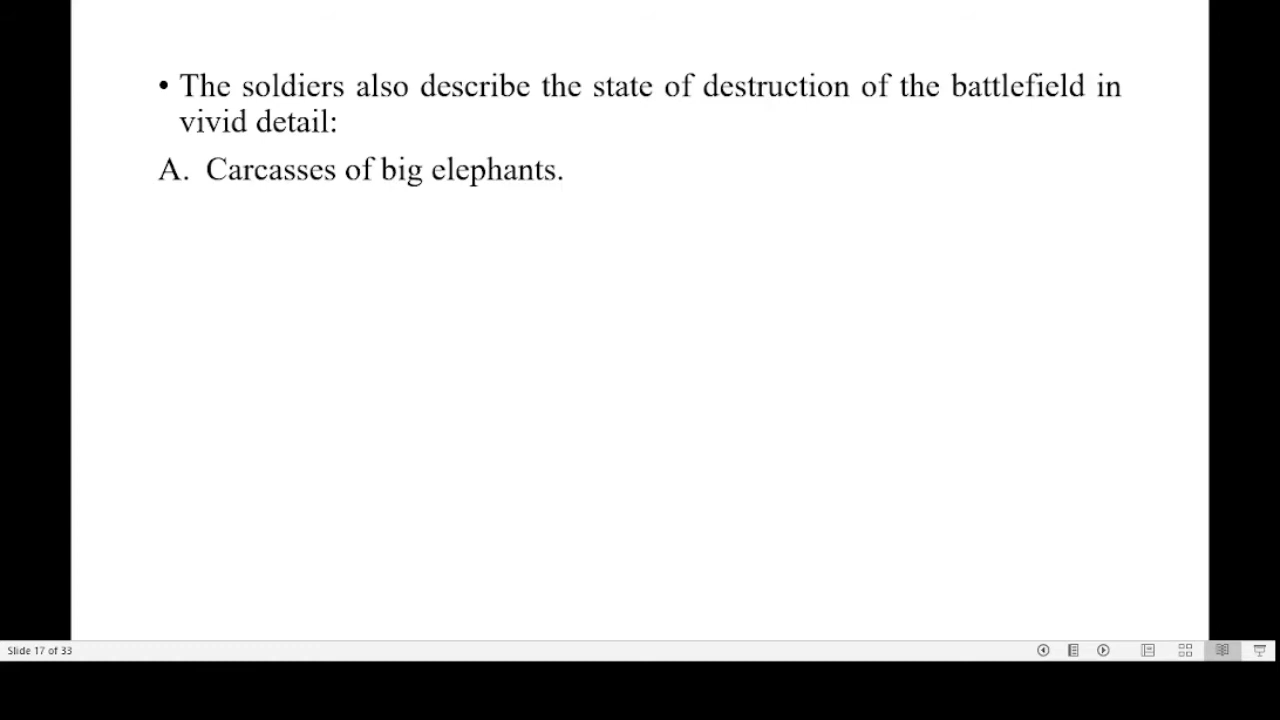 • The soldiers also describe the state of destruction of the battlefield in
vivid detail:
A. Carcasses of big elephants.
Slide 17 of 33